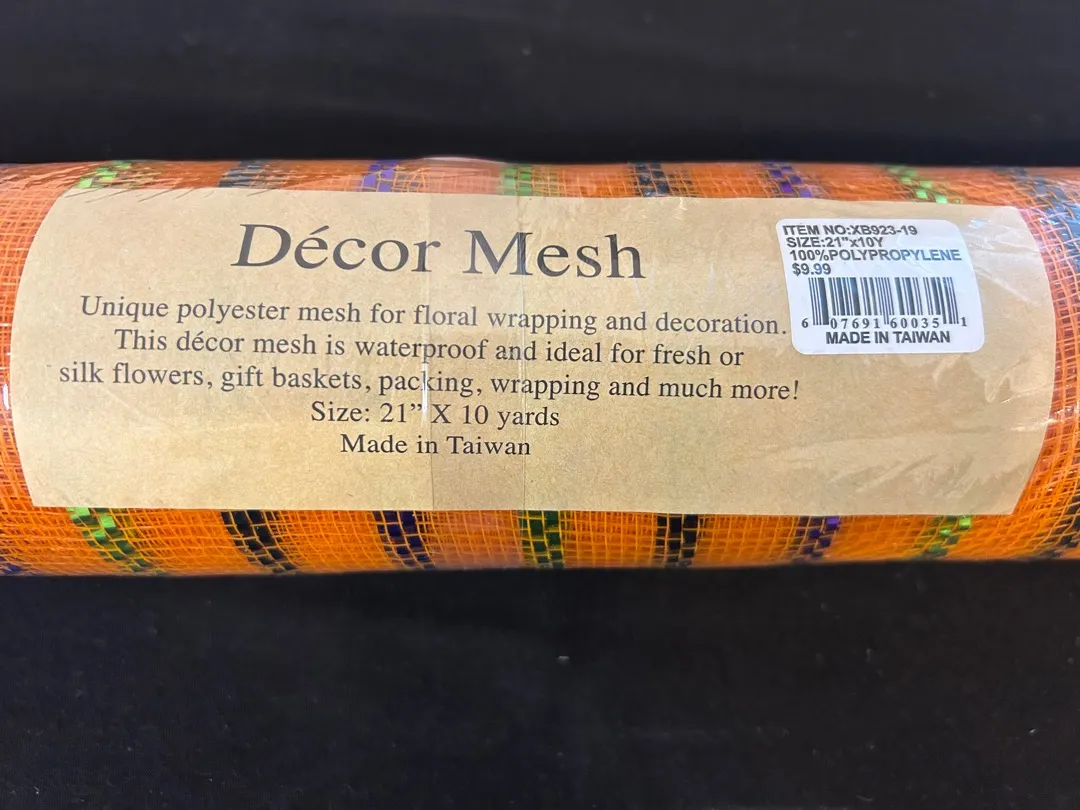 Décor Mesh
Unique polyester mesh for floral wrapping and decoration.
This décor mesh is waterproof and ideal for fresh or
silk flowers, gift baskets, packing, wrapping and much more!
Size: 21” X 10 yards
Made in Taiwan
ITEM NO:XB923-19
SIZE:21"x10Y
100%POLYPROPYLENE
$9.99
6 07691 60035 1
MADE IN TAIWAN